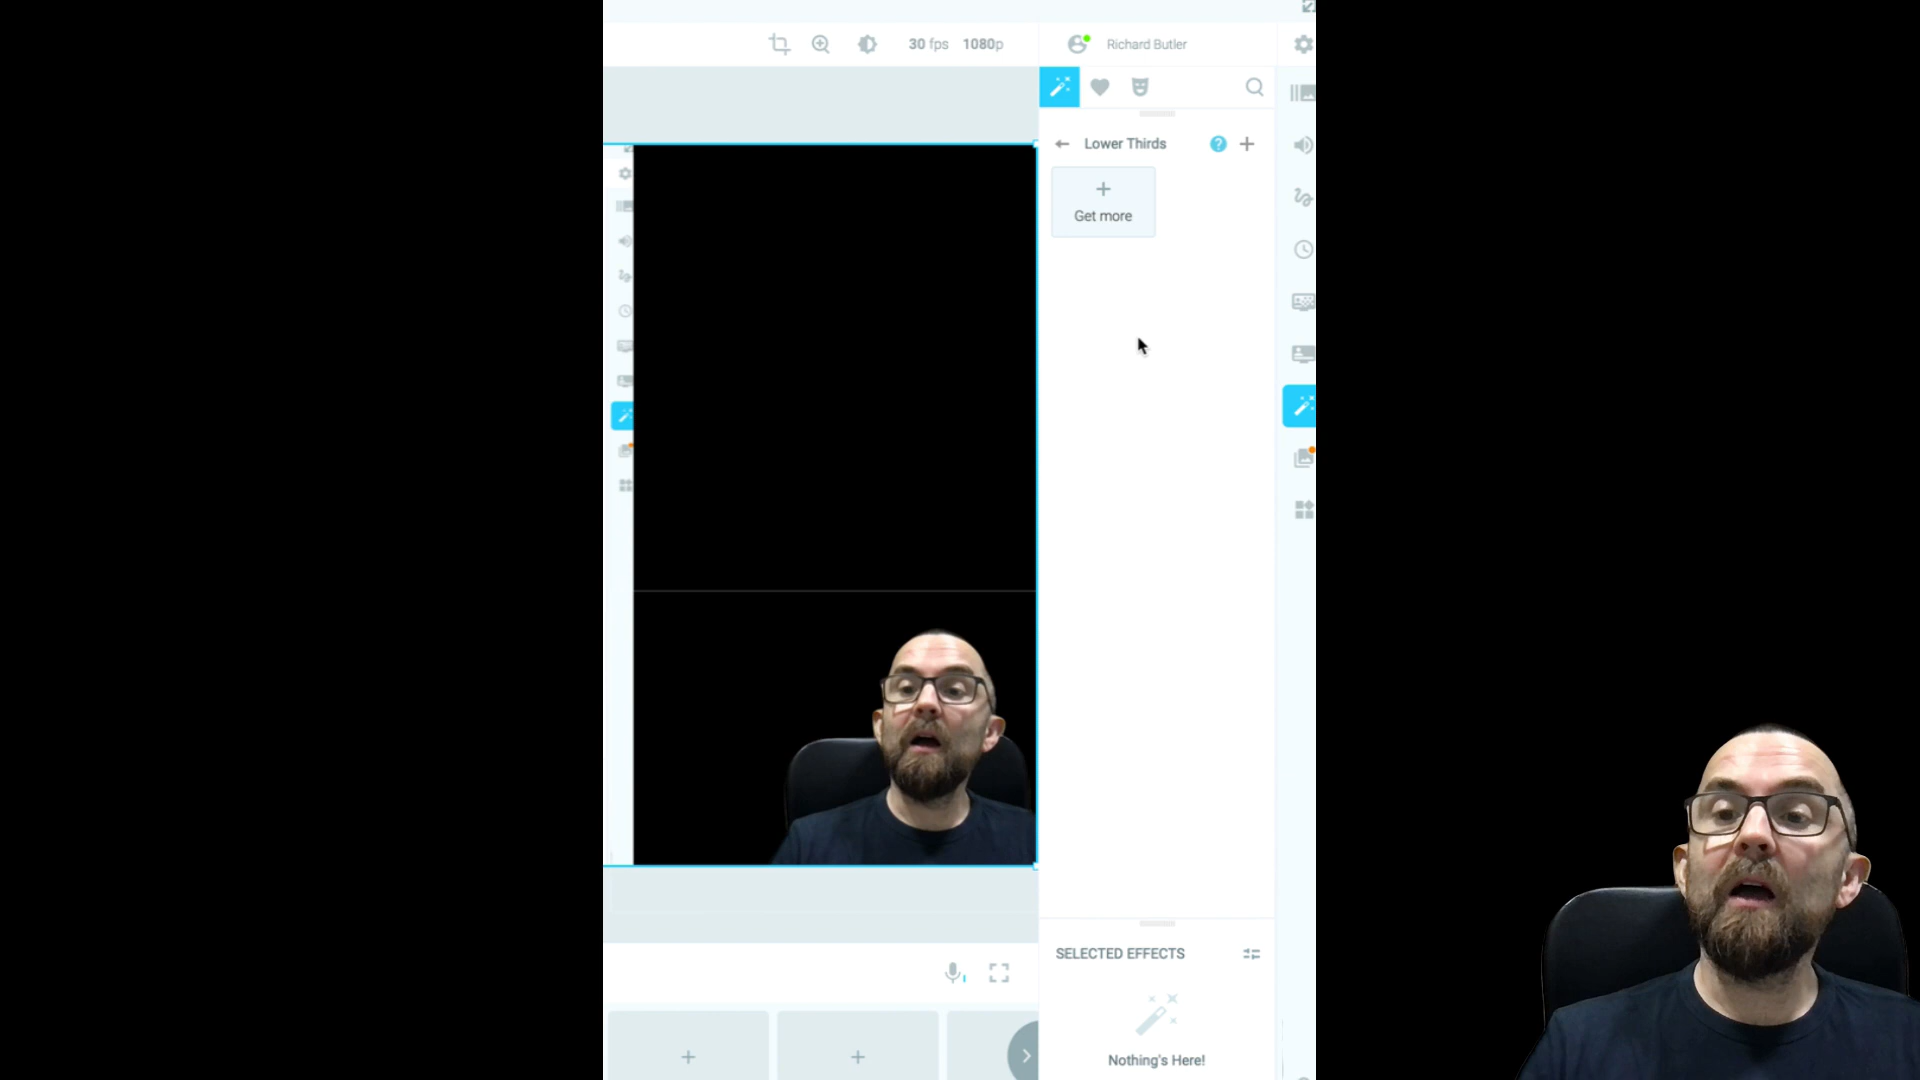 30 fps 1080p
Richard Butler
Lower Thirds
Get more
SELECTED EFFECTS
Nothing's Here!